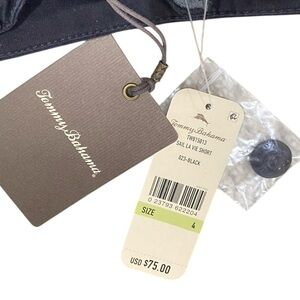 Tommy Bahama
Tommy Bahama
TW815813
SAIL LA VIE SHORT
023-BLACK
0 23793 622204
SIZE
4
USD $75.00